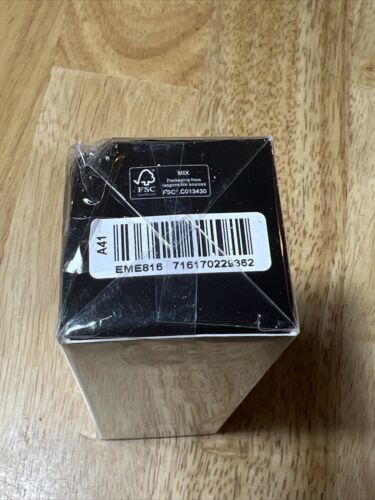 FSC
MIX
Packaging from
responsible sources
FSC® C013430
A41
EME816 716170229362